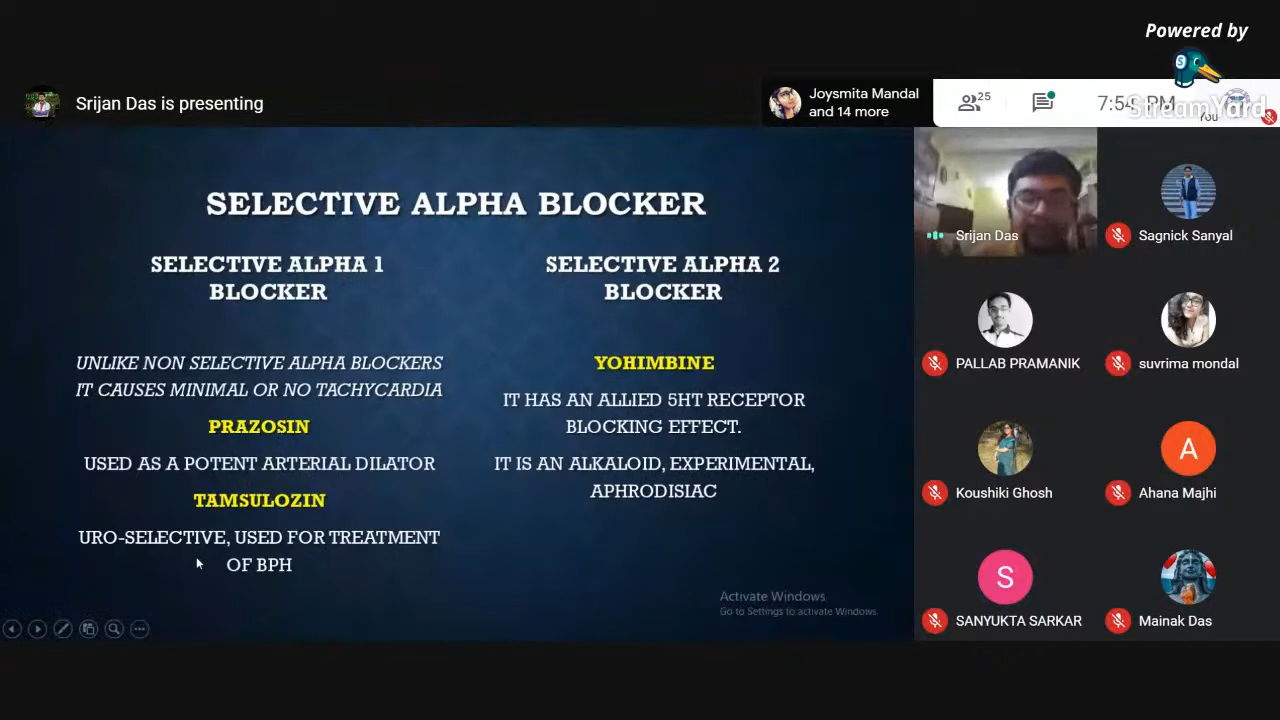 Powered by
StreamYard
Srijan Das is presenting
Joysmita Mandal
and 14 more
25
7:54 PM
You
SELECTIVE ALPHA BLOCKER
SELECTIVE ALPHA 1
BLOCKER
UNLIKE NON SELECTIVE ALPHA BLOCKERS
IT CAUSES MINIMAL OR NO TACHYCARDIA
PRAZOSIN
USED AS A POTENT ARTERIAL DILATOR
TAMSULOZIN
URO-SELECTIVE, USED FOR TREATMENT
OF BPH
SELECTIVE ALPHA 2
BLOCKER
YOHIMBINE
IT HAS AN ALLIED 5HT RECEPTOR
BLOCKING EFFECT.
IT IS AN ALKALOID, EXPERIMENTAL,
APHRODISIAC
Activate Windows
Go to Settings to activate Windows.
Srijan Das
Sagnick Sanyal
PALLAB PRAMANIK
suvrima mondal
Koushiki Ghosh
A
Ahana Majhi
S
SANYUKTA SARKAR
Mainak Das